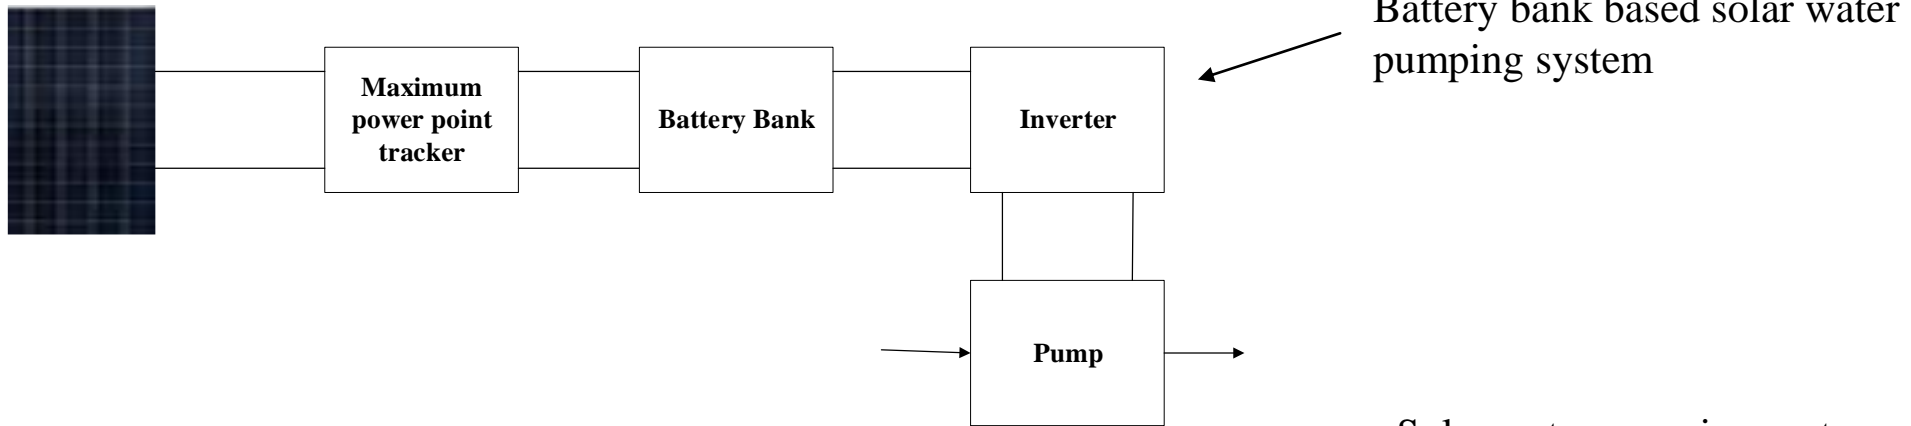 Battery bank based solar water
pumping system
Maximum
power point
tracker
Battery Bank
Inverter
Pump